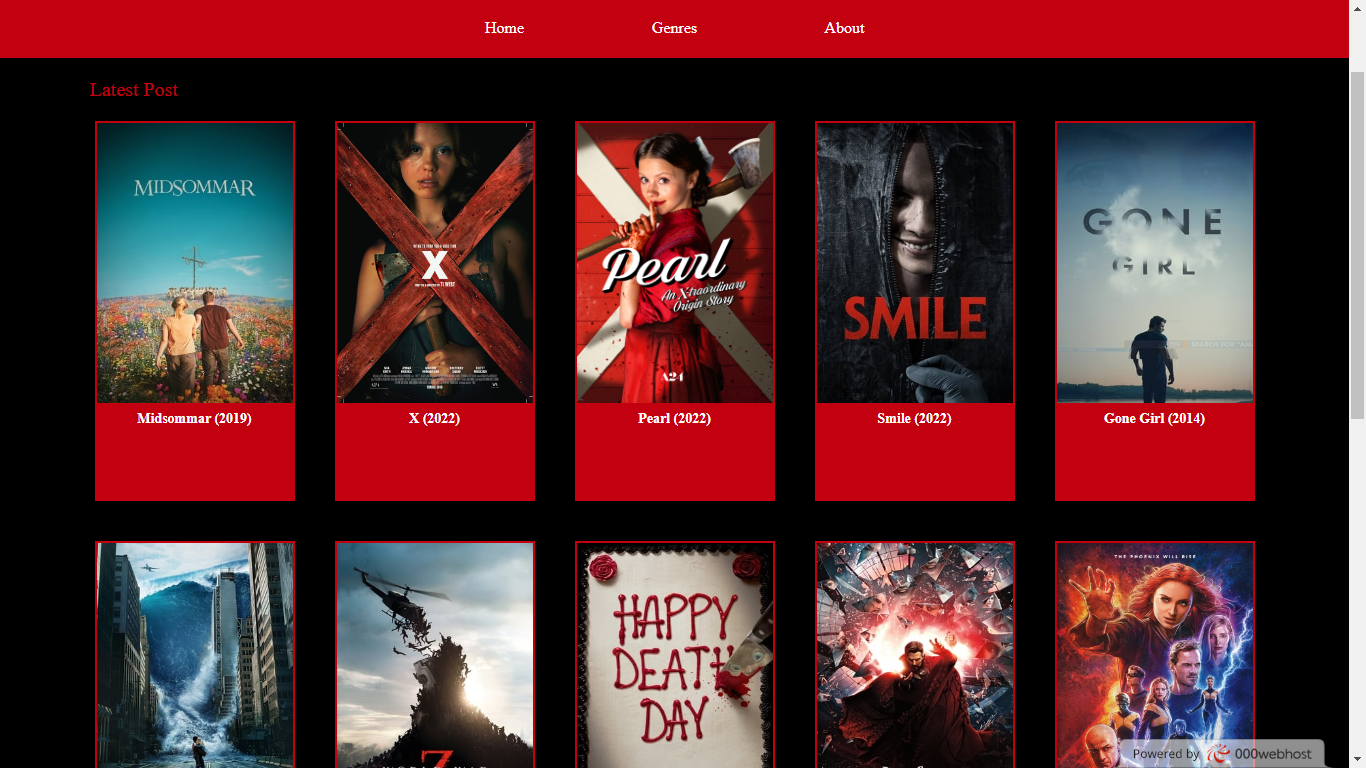 Home Genres About
Latest Post
MIDSOMMAR
X
Pearl
An X-traordinary
Origin Story
A24
SMILE
GONE
GIRL
Midsommar (2019)
X (2022)
Pearl (2022)
Smile (2022)
Gone Girl (2014)
Z
HAPPY
DEATH
DAY
THE PHOENIX WILL RISE
Powered by 000webhost